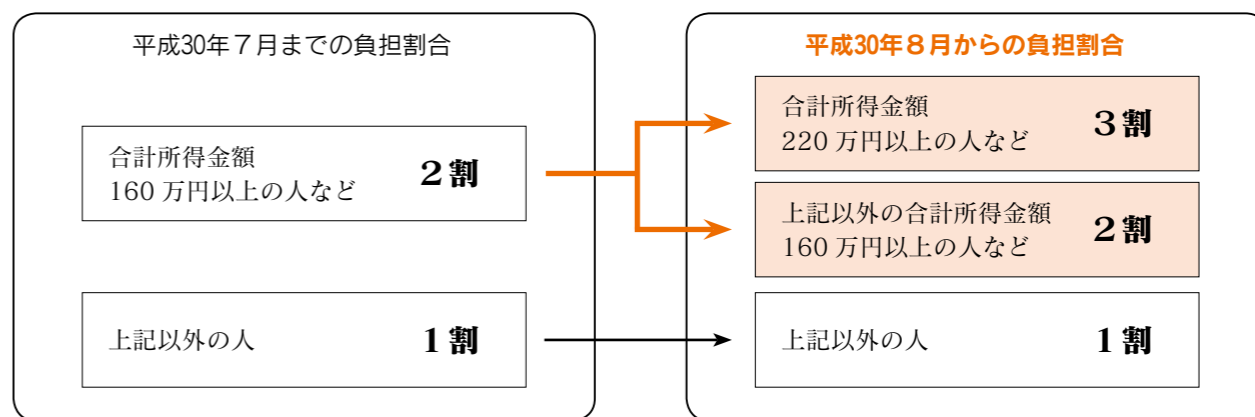 平成30年７月までの負担割合
合計所得金額
160 万円以上の人など
２割
上記以外の人
１割
平成30年８月からの負担割合
合計所得金額
220 万円以上の人など
３割
上記以外の合計所得金額
160 万円以上の人など
２割
上記以外の人
１割